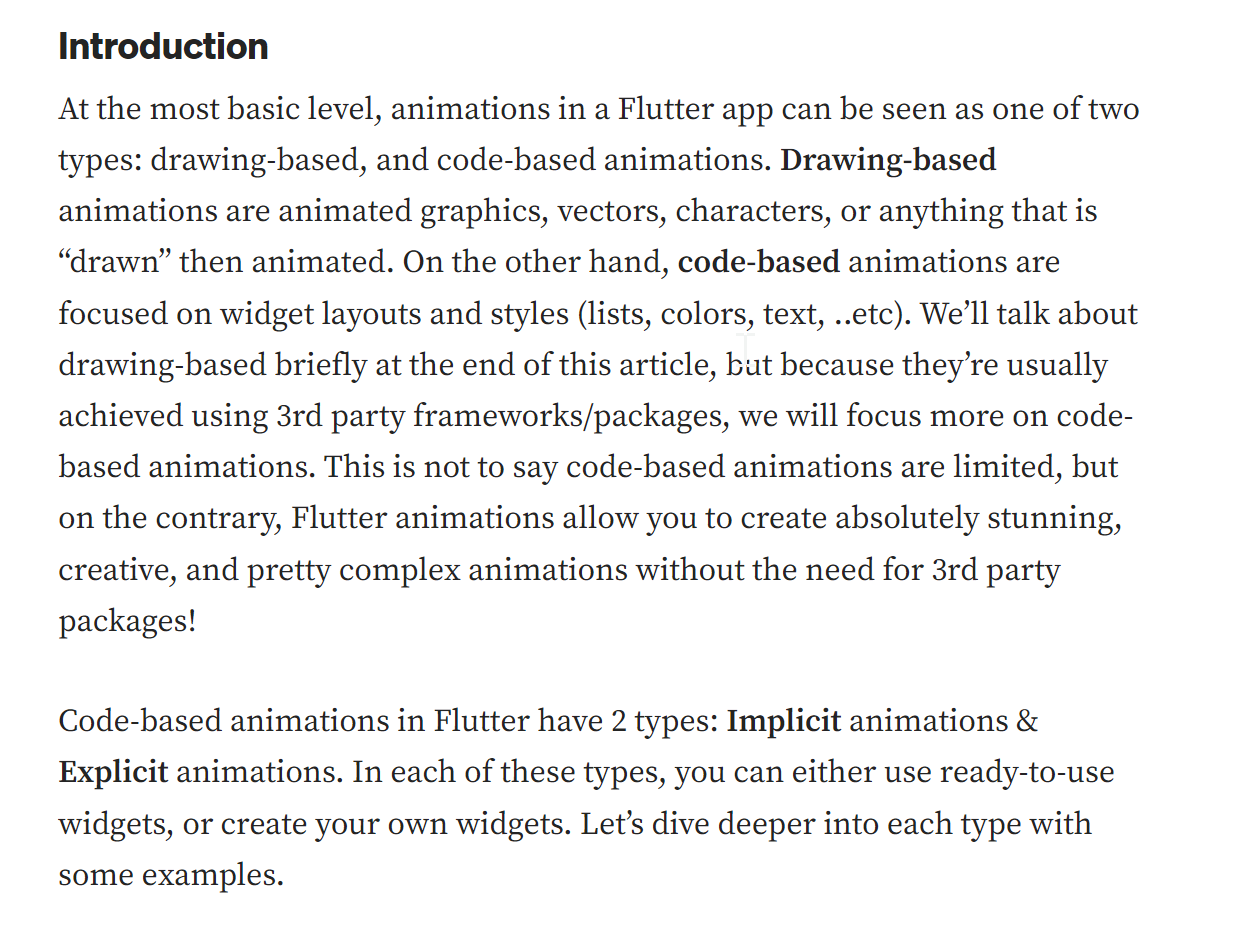 Introduction
At the most basic level, animations in a Flutter app can be seen as one of two
types: drawing-based, and code-based animations. Drawing-based
animations are animated graphics, vectors, characters, or anything that is
“drawn” then animated. On the other hand, code-based animations are
focused on widget layouts and styles (lists, colors, text, ..etc). We’ll talk about
drawing-based briefly at the end of this article, but because they’re usually
achieved using 3rd party frameworks/packages, we will focus more on code-
based animations. This is not to say code-based animations are limited, but
on the contrary, Flutter animations allow you to create absolutely stunning,
creative, and pretty complex animations without the need for 3rd party
packages!
Code-based animations in Flutter have 2 types: Implicit animations &
Explicit animations. In each of these types, you can either use ready-to-use
widgets, or create your own widgets. Let’s dive deeper into each type with
some examples.